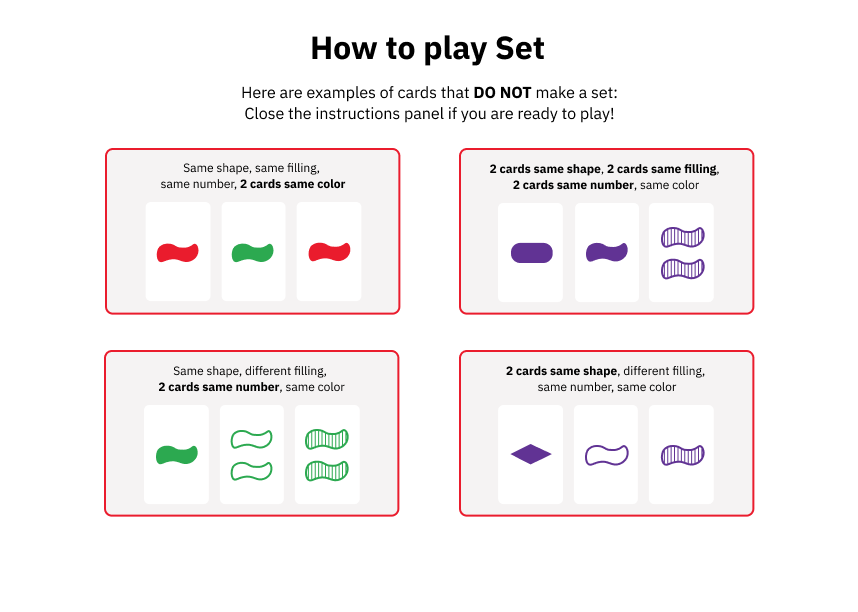 How to play Set
Here are examples of cards that DO NOT make a set:
Close the instructions panel if you are ready to play!
Same shape, same filling,
same number, 2 cards same color
2 cards same shape, 2 cards same filling,
2 cards same number, same color
Same shape, different filling,
2 cards same number, same color
2 cards same shape, different filling,
same number, same color